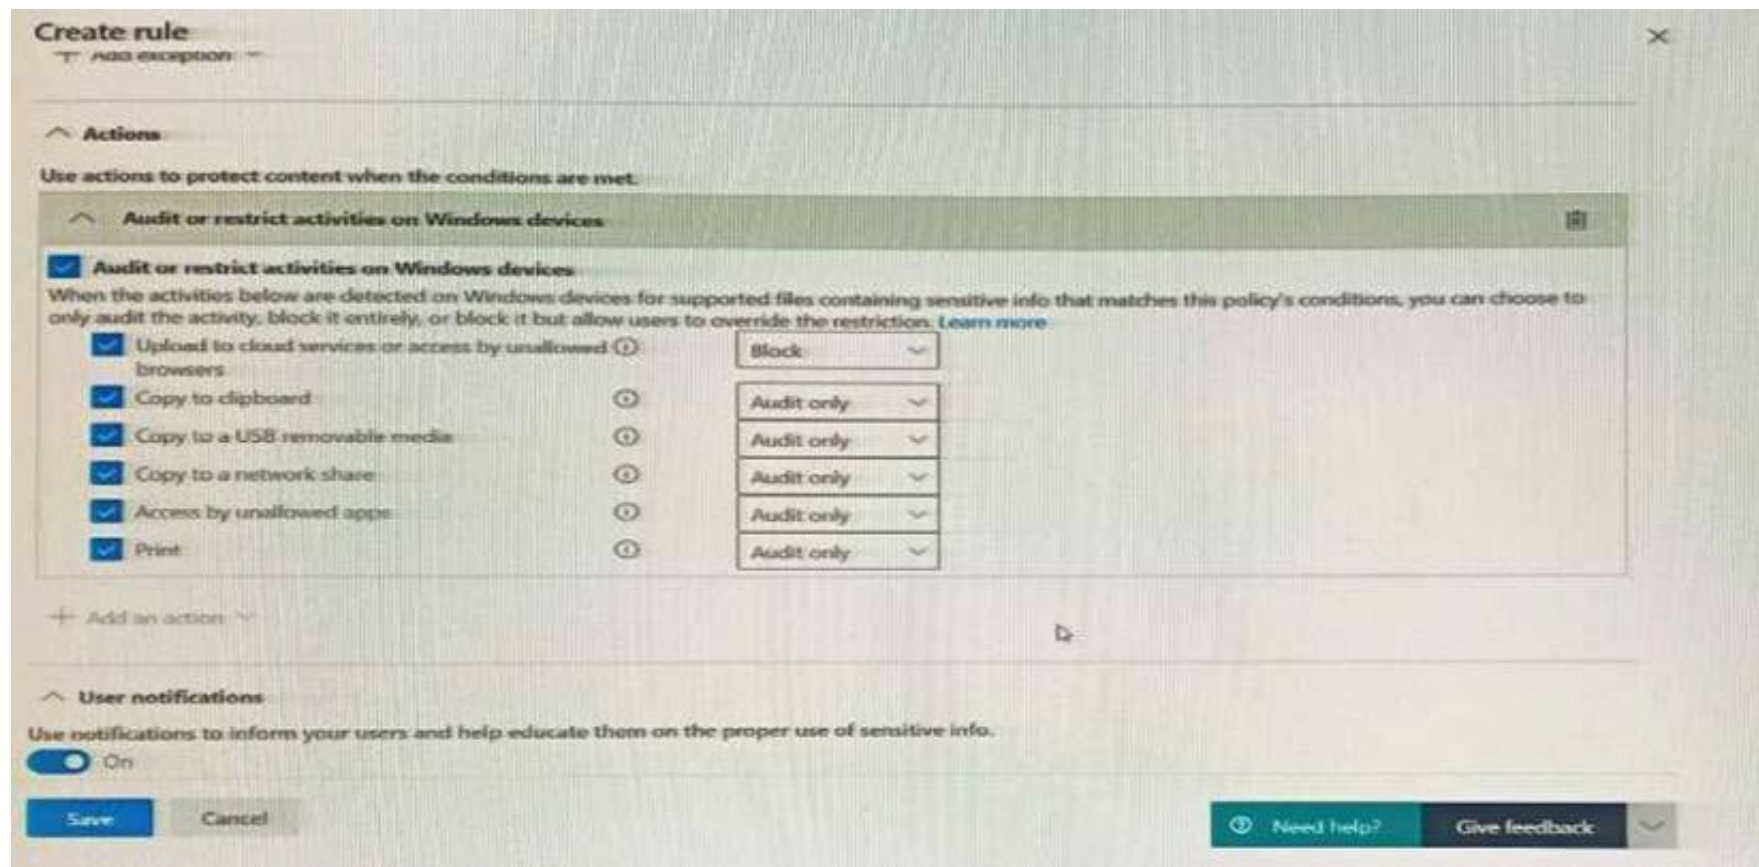 Create rule
Add exception
Actions
Use actions to protect content when the conditions are met.
Audit or restrict activities on Windows devices
Audit or restrict activities on Windows devices
When the activities below are detected on Windows devices for supported files containing sensitive info that matches this policy's conditions, you can choose to
only audit the activity, block it entirely, or block it but allow users to override the restriction. Learn more
Upload to cloud services or access by unallowed Block
browsers
Copy to clipboard Audit only
Copy to a USB removable media Audit only
Copy to a network share Audit only
Access by unallowed apps Audit only
Print Audit only
+ Add an action
User notifications
Use notifications to inform your users and help educate them on the proper use of sensitive info.
On
Save Cancel Need help? Give feedback